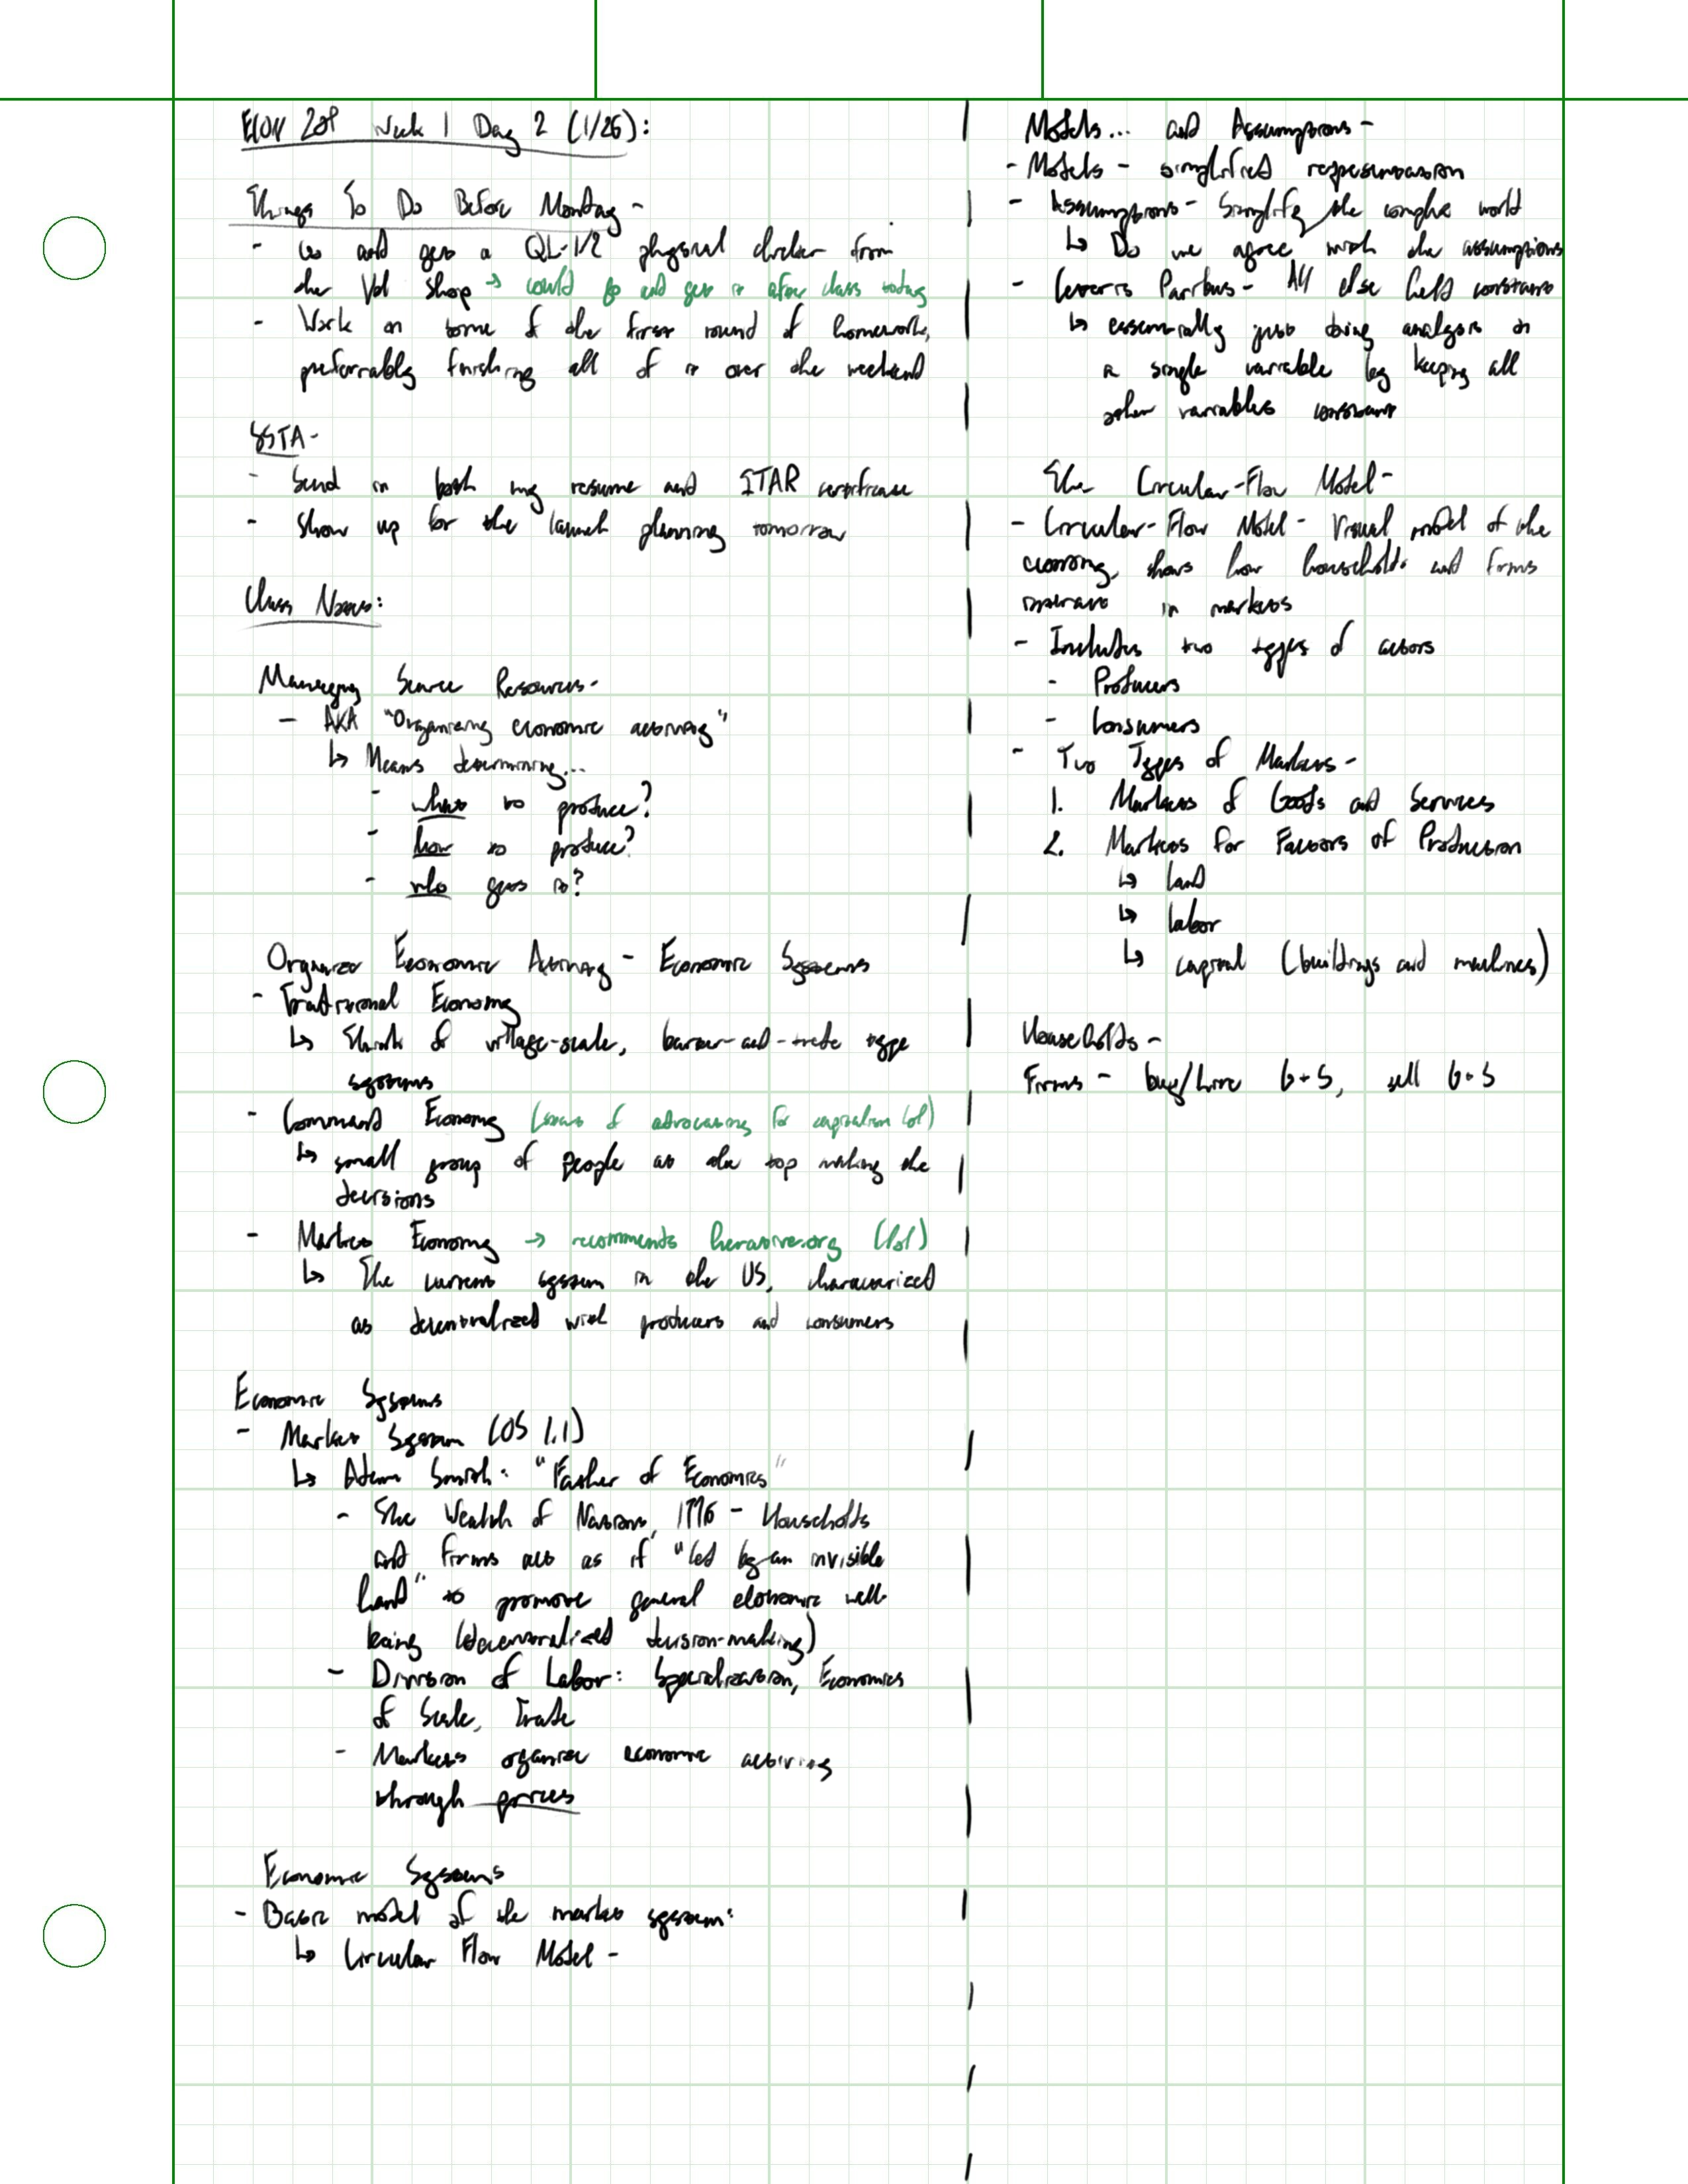 ECON 201 Week 1 Day 2 (1/26):
Things To Do Before Monday -
- Go and get a QL-1/2 physical clicker from
the Vol shop → could go and get it after class today
- Work on some of the first round of homework,
preferrably finishing all of it over the weekend
SSTA -
- Send in both my resume and ITAR certificate
- Show up for the launch planning tomorrow
Class Notes:
Managing Scarce Resources -
- AKA "Organizing economic activity"
↳ Means determining...
- what to produce?
- how to produce?
- who gets it?
Organize Economic Activity - Economic Systems
- Traditional Economy
↳ Think of village-scale, barter-and-trade type
systems
- Command Economy ( of advocating for capitalism lol)
↳ small group of people at the top making the
decisions
- Market Economy → recommends heritage.org (lol)
↳ The current system in the US, characterized
as decentralized with producers and consumers
Economic Systems
- Market System (OS 1.1)
↳ Adam Smith: "Father of Economics"
- The Wealth of Nations, 1776 - Households
and firms act as if "led by an invisible
hand" to promote general economic well-
being (decentralized decision-making)
- Division of Labor: Specialization, Economies
of Scale, Trade
- Markets organize economic activity
through prices
Economic Systems
- Basic model of the market system:
↳ Circular Flow Model -
Models... and Assumptions -
- Models - simplified representation
- Assumptions - Simplify the complex world
↳ Do we agree with the assumptions
- Ceteris Paribus - All else held constant
↳ essentially just doing analysis on
a single variable by keeping all
other variables constant
The Circular-Flow Model -
- Circular-Flow Model - Visual model of the
economy, shows how households and firms
interact in markets
- Includes two types of actors
- Producers
- Consumers
- Two Types of Markets -
1. Markets of Goods and Services
2. Markets for Factors of Production
↳ land
↳ labor
↳ capital (buildings and machines)
Households -
Firms - buy/hire G+S, sell G+S